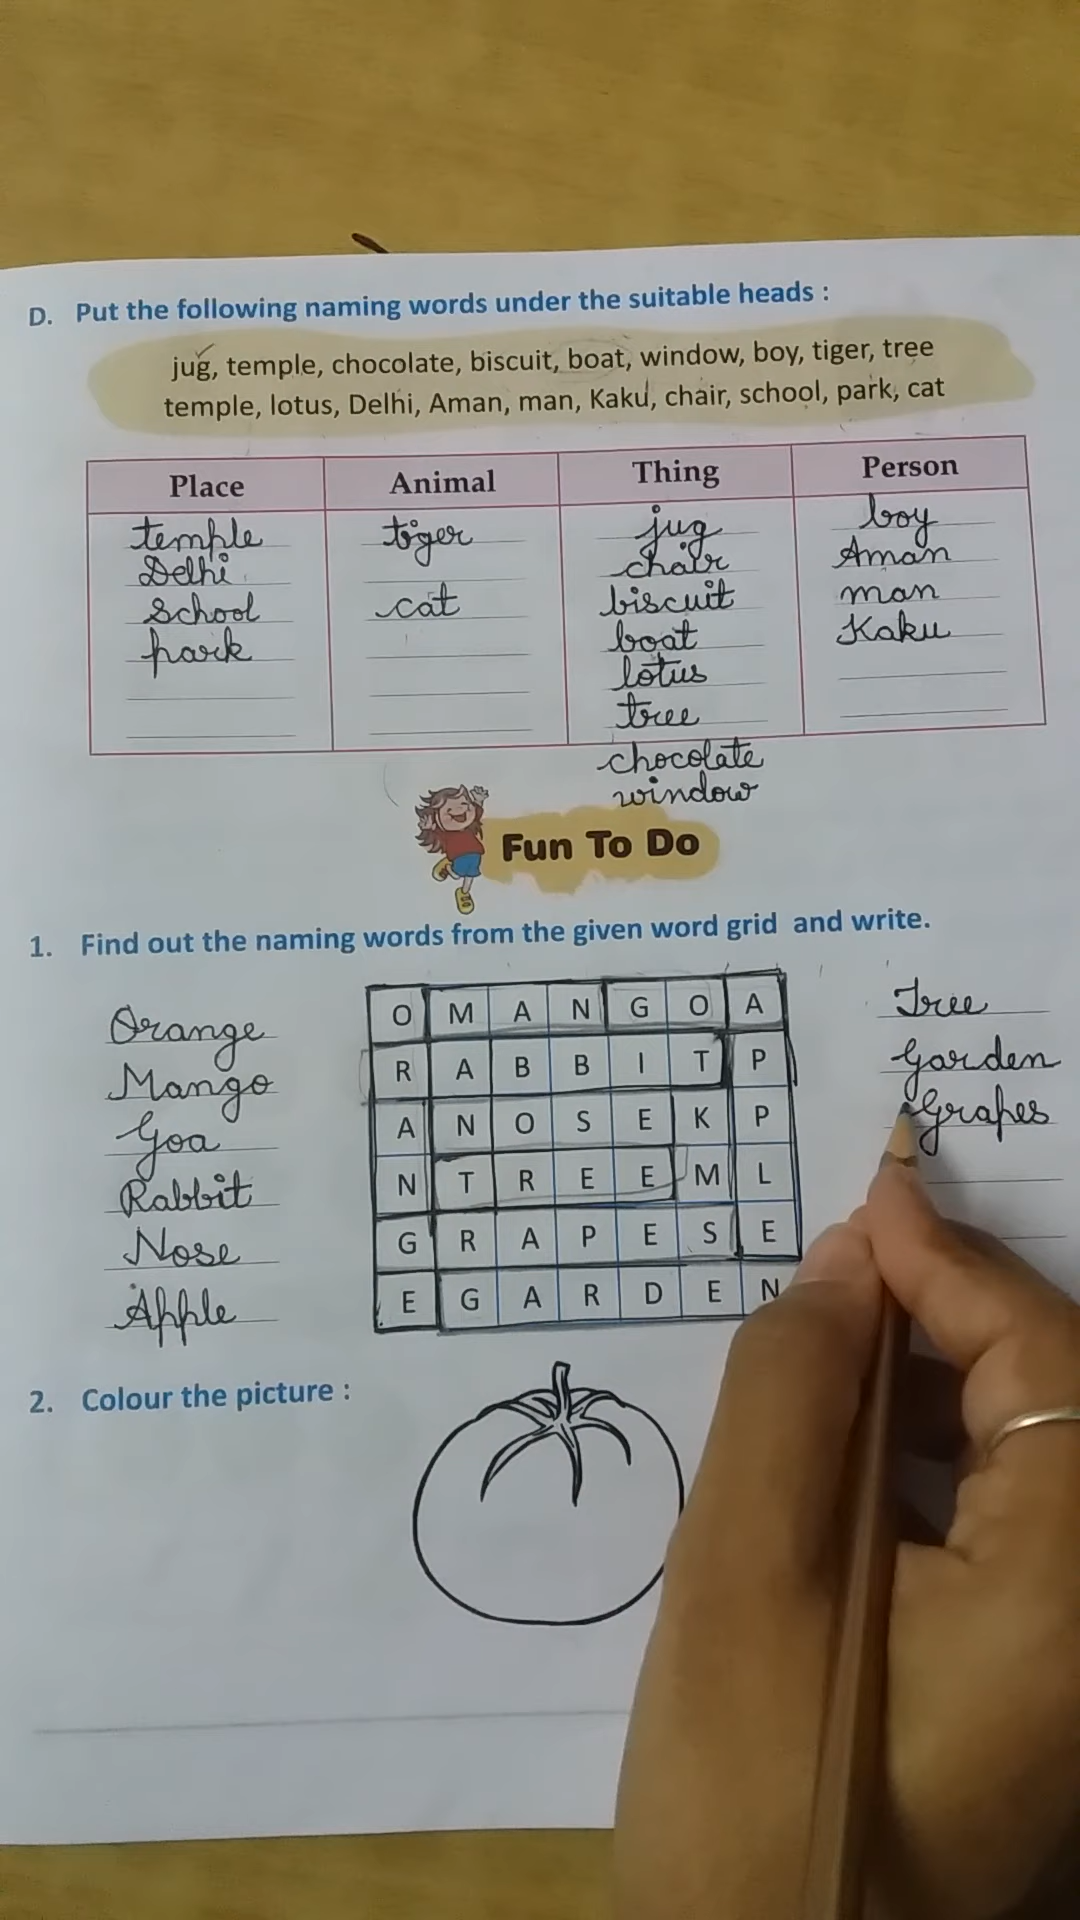 D. Put the following naming words under the suitable heads :
jug, temple, chocolate, biscuit, boat, window, boy, tiger, tree
temple, lotus, Delhi, Aman, man, Kaku, chair, school, park, cat
Place Animal Thing Person
temple tiger jug boy
Delhi chair Aman
School cat biscuit man
park boat Kaku
lotus
tree
chocolate
window
Fun To Do
1. Find out the naming words from the given word grid and write.
Orange
Mango
Goa
Rabbit
Nose
Apple
O M A N G O A
R A B B I T P
A N O S E K P
N T R E E M L
G R A P E S E
E G A R D E N
Tree
Garden
Grapes
2. Colour the picture :